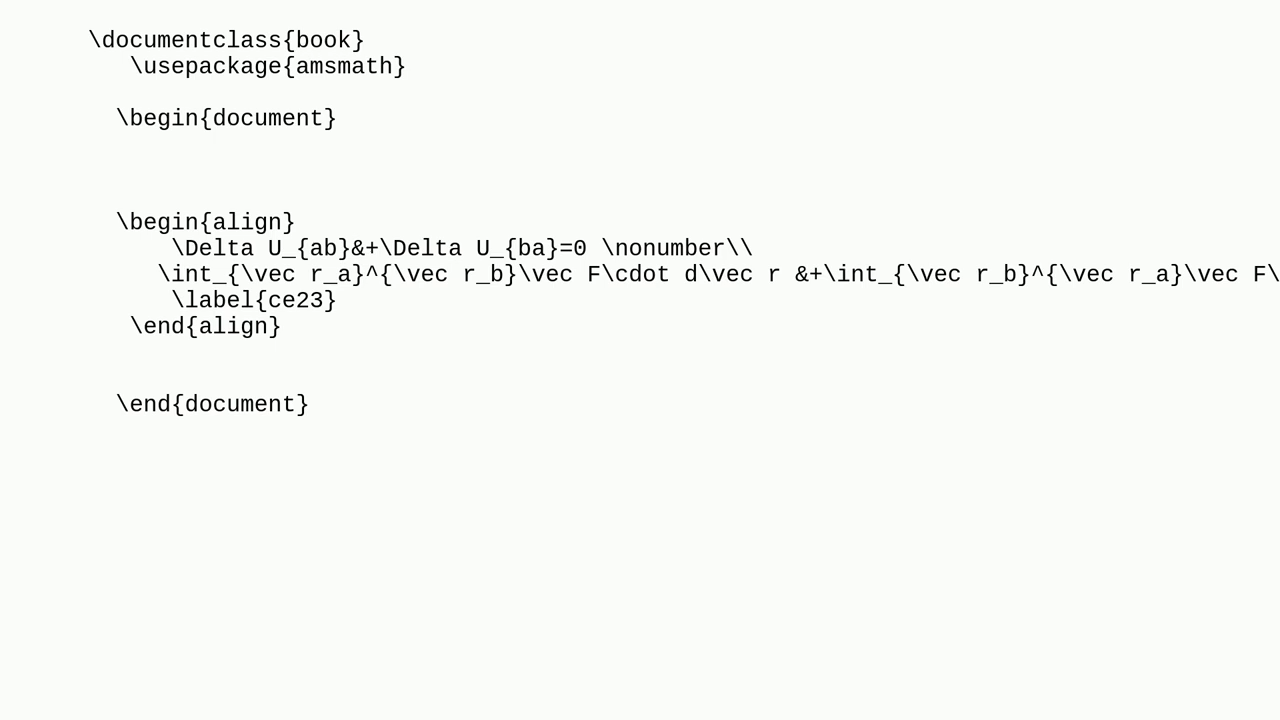 \documentclass{book}
\usepackage{amsmath}
\begin{document}
\begin{align}
\Delta U_{ab}&+\Delta U_{ba}=0 \nonumber\\
\int_{\vec r_a}^{\vec r_b}\vec F\cdot d\vec r &+\int_{\vec r_b}^{\vec r_a}\vec F\
\label{ce23}
\end{align}
\end{document}